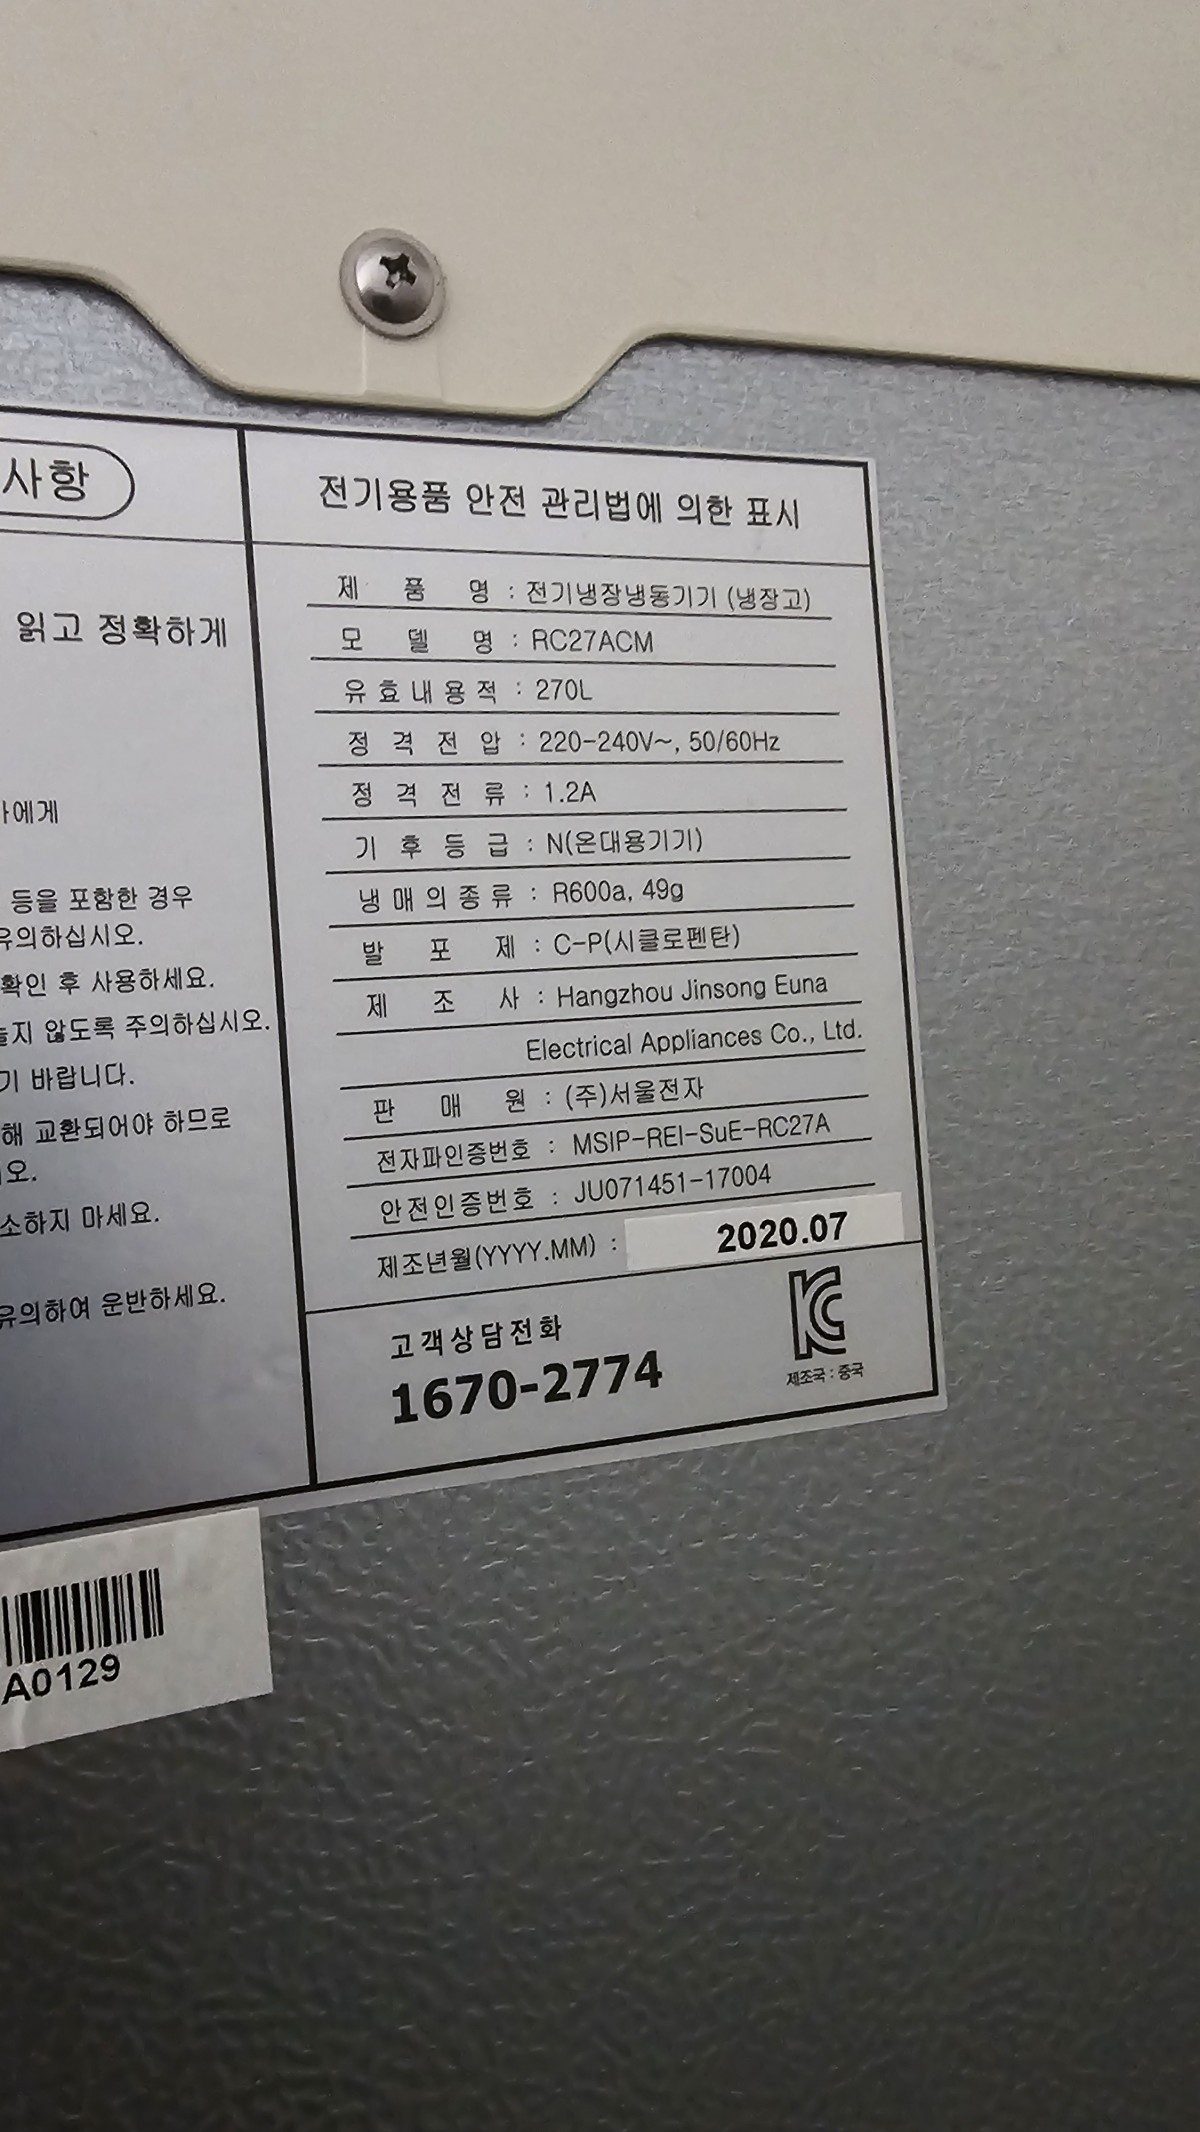 사항
읽고 정확하게
에게
등을 포함한 경우
유의하십시오.
확인 후 사용하세요.
않도록 주의하십시오.
기 바랍니다.
해 교환되어야 하므로
오.
소하지 마세요.
유의하여 운반하세요.
전기용품 안전 관리법에 의한 표시
제 품 명 : 전기냉장냉동기기 (냉장고)
모 델 명 : RC27ACM
유효내용적 : 270L
정 격 전 압 : 220-240V~, 50/60Hz
정 격 전 류 : 1.2A
기 후 등 급 : N(온대용기기)
냉매의종류 : R600a, 49g
발 포 제 : C-P(시클로펜탄)
제 조 사 : Hangzhou Jinsong Euna
Electrical Appliances Co., Ltd.
판 매 원 : (주)서울전자
전자파인증번호 : MSIP-REI-SuE-RC27A
안전인증번호 : JU071451-17004
제조년월(YYYY.MM) : 2020.07
고객상담전화
1670-2774
제조국 : 중국
A0129